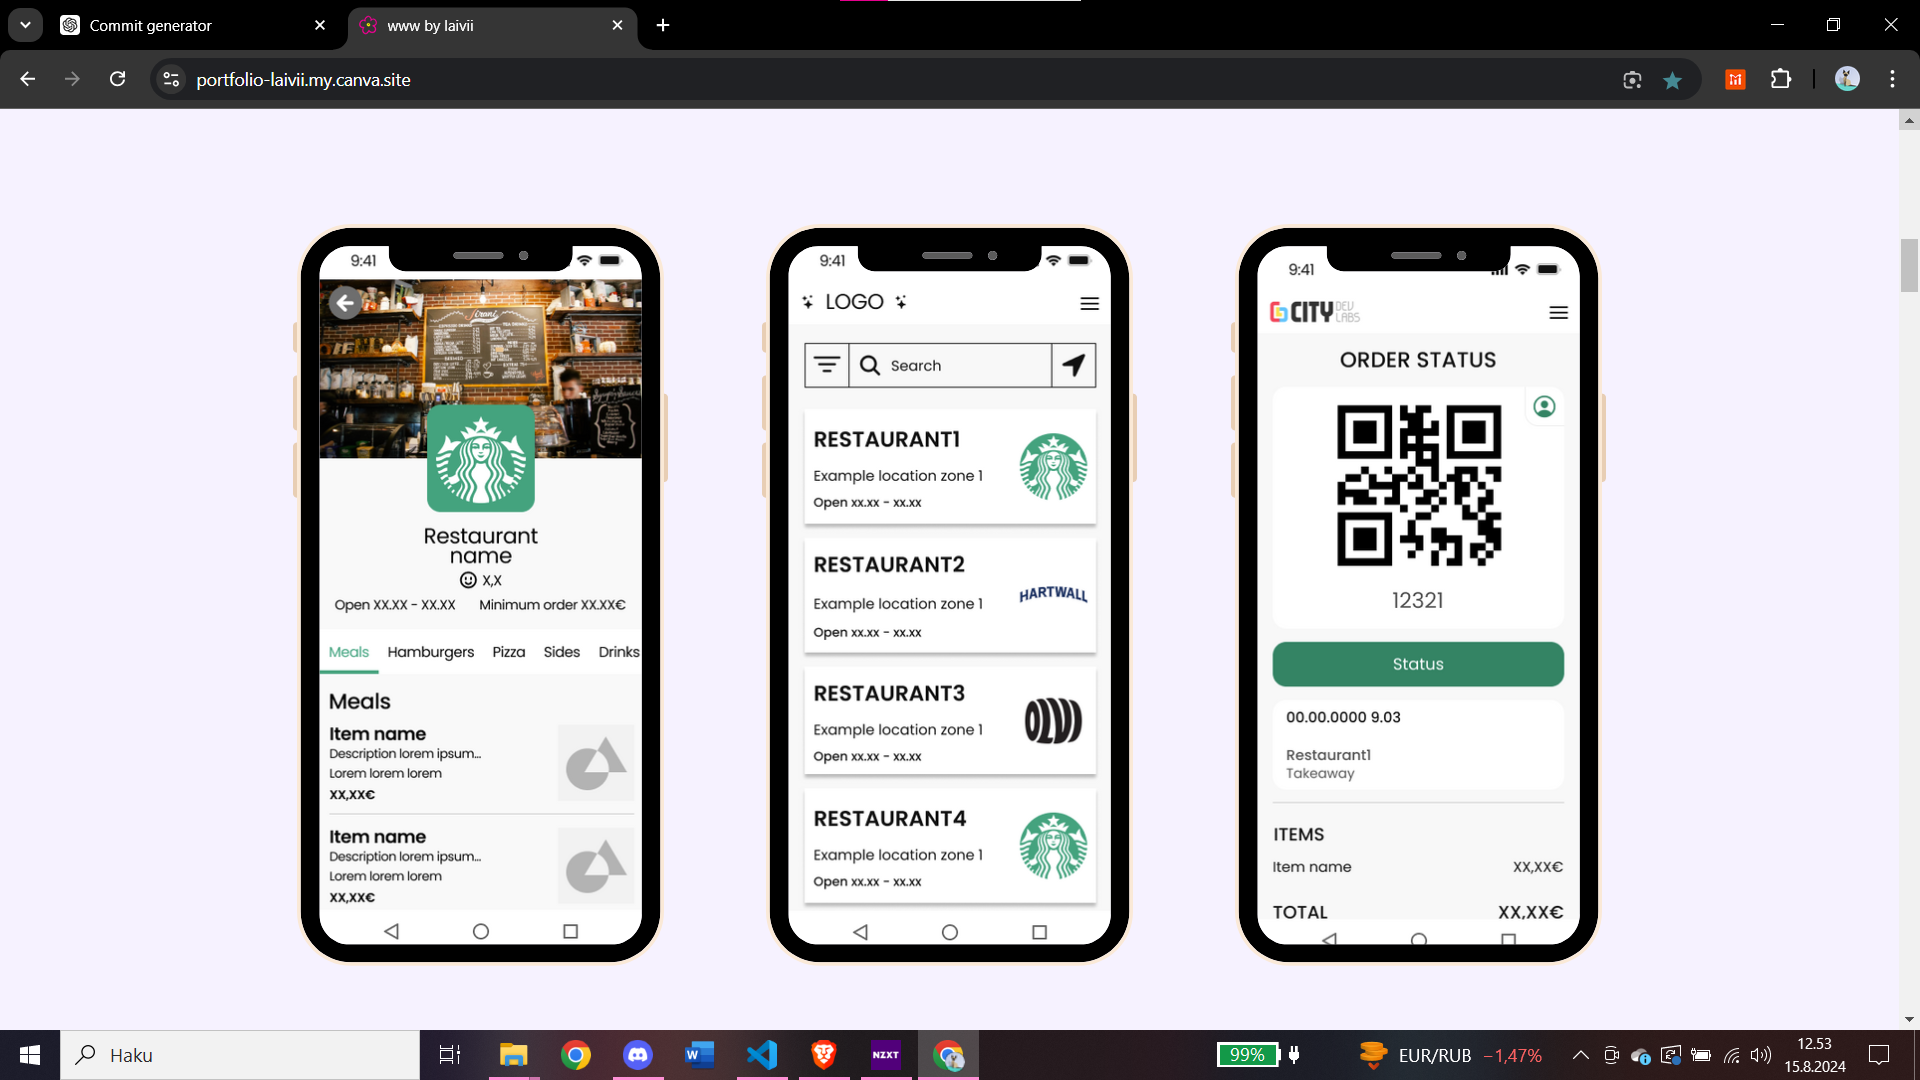 Commit generator
www by laivii
portfolio-laivii.my.canva.site
9:41
Restaurant
name
X,X
Open XX.XX - XX.XX
Minimum order XX.XX€
Meals
Hamburgers
Pizza
Sides
Drinks
Meals
Item name
Description lorem ipsum...
Lorem lorem lorem
XX,XX€
Item name
Description lorem ipsum...
Lorem lorem lorem
XX,XX€
9:41
LOGO
Search
RESTAURANT1
Example location zone 1
Open xx.xx - xx.xx
RESTAURANT2
Example location zone 1
Open xx.xx - xx.xx
HARTWALL
RESTAURANT3
Example location zone 1
Open xx.xx - xx.xx
OLVI
RESTAURANT4
Example location zone 1
Open xx.xx - xx.xx
9:41
CITY DEV
LABS
ORDER STATUS
12321
Status
00.00.0000 9.03
Restaurant1
Takeaway
ITEMS
Item name
XX,XX€
TOTAL
XX,XX€
Haku
NZXT
99%
EUR/RUB
−1,47%
12.53
15.8.2024